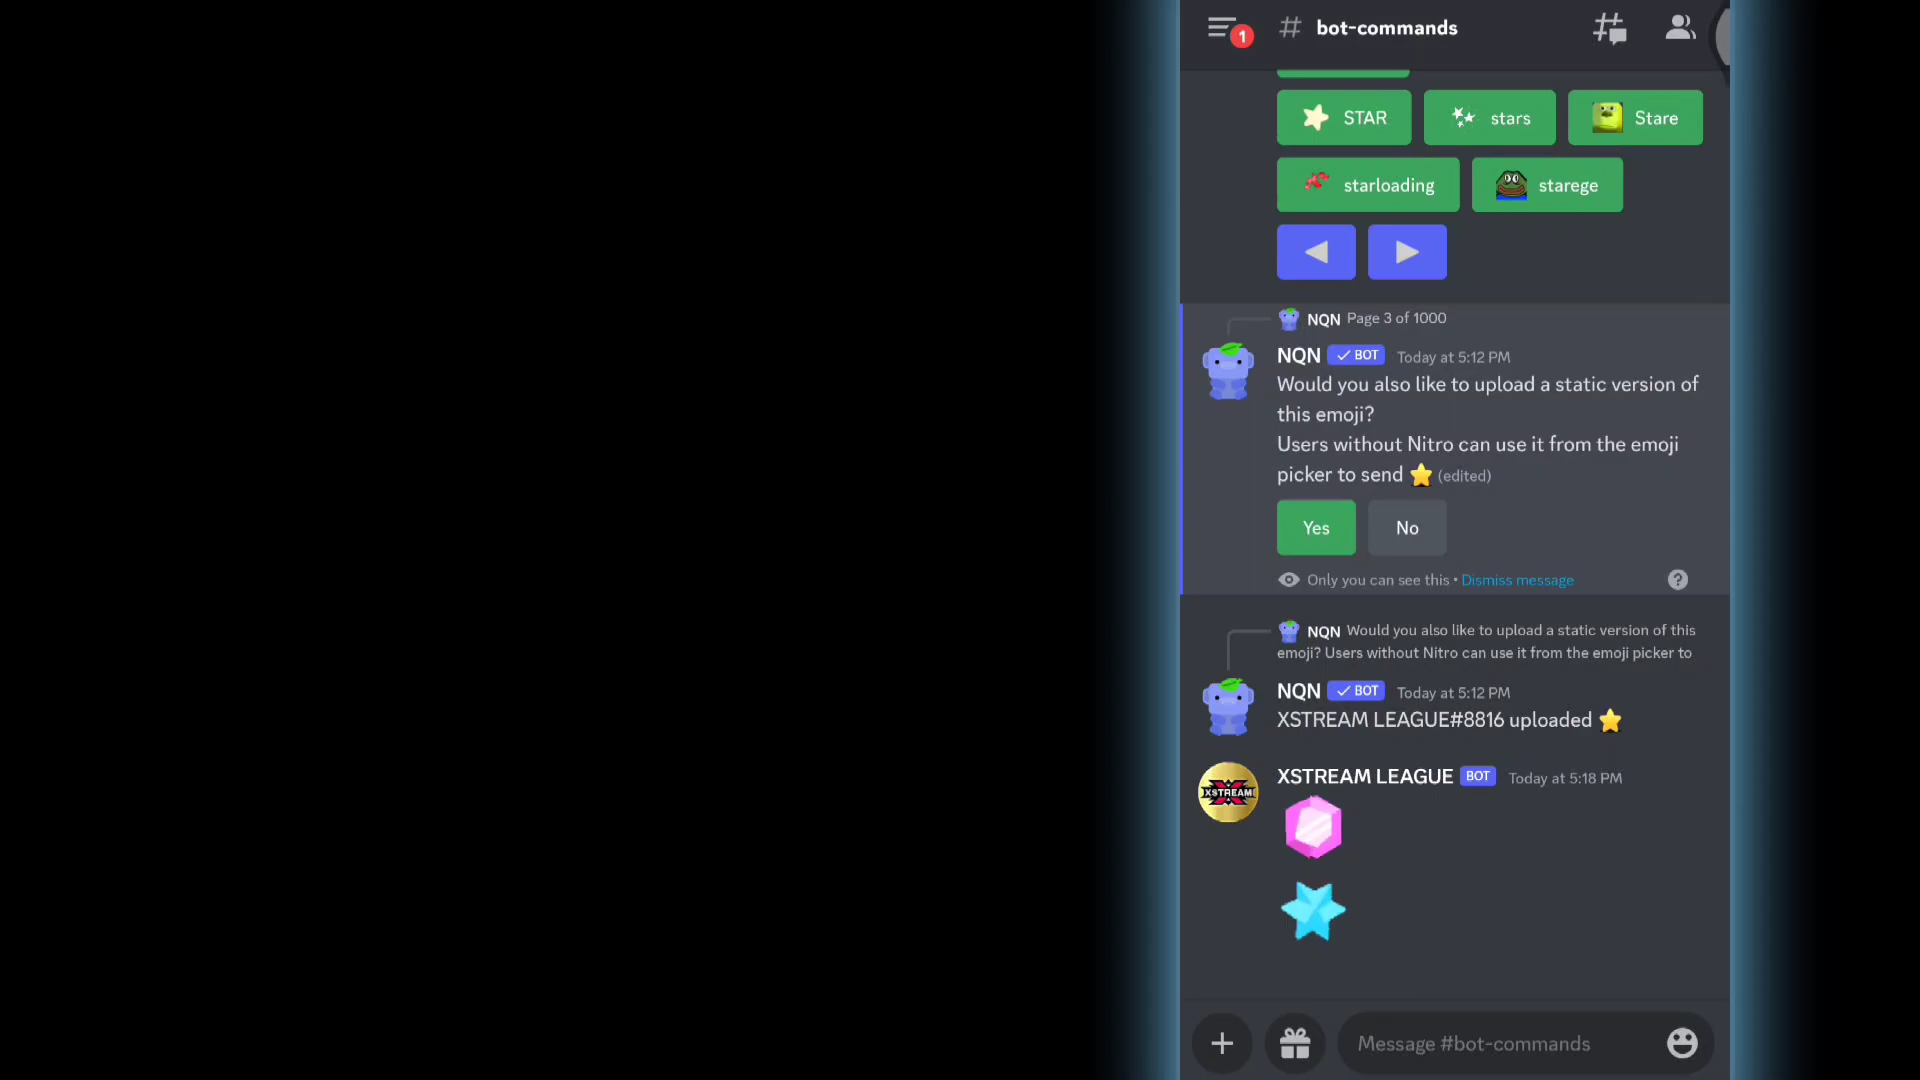 1
# bot-commands
STAR
stars
Stare
starloading
starege
NQN Page 3 of 1000
NQN BOT Today at 5:12 PM
Would you also like to upload a static version of
this emoji?
Users without Nitro can use it from the emoji
picker to send (edited)
Yes
No
Only you can see this • Dismiss message
?
NQN Would you also like to upload a static version of this
emoji? Users without Nitro can use it from the emoji picker to
NQN BOT Today at 5:12 PM
XSTREAM LEAGUE#8816 uploaded
XSTREAM
XSTREAM LEAGUE BOT Today at 5:18 PM
Message #bot-commands